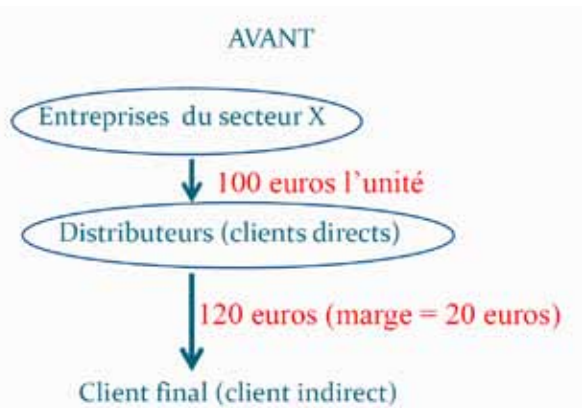 AVANT
Entreprises du secteur X
100 euros l'unité
Distributeurs (clients directs)
120 euros (marge = 20 euros)
Client final (client indirect)